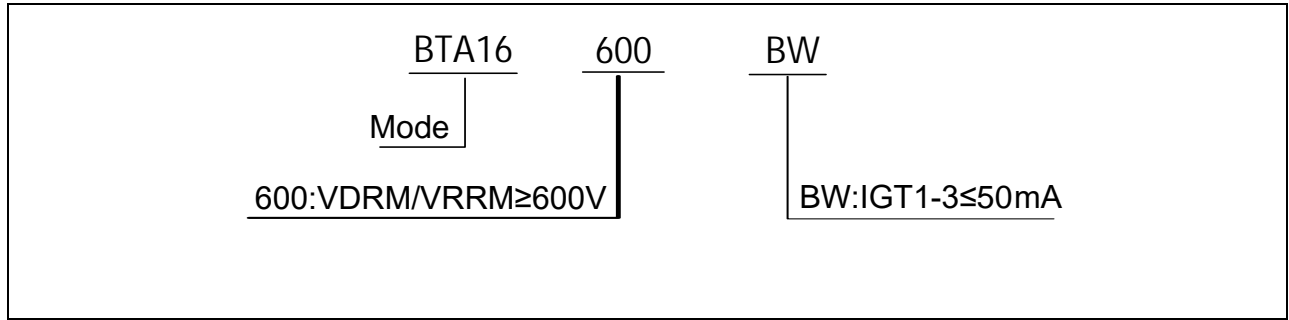 BTA16 600 BW
Mode
600:VDRM/VRRM≥600V BW:IGT1-3≤50mA